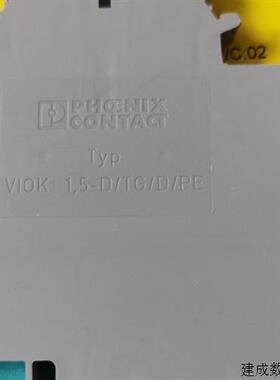 /C:02
PHOENIX
CONTACT
Typ
VIOK 1,5-D/TG/D/PE
建成数